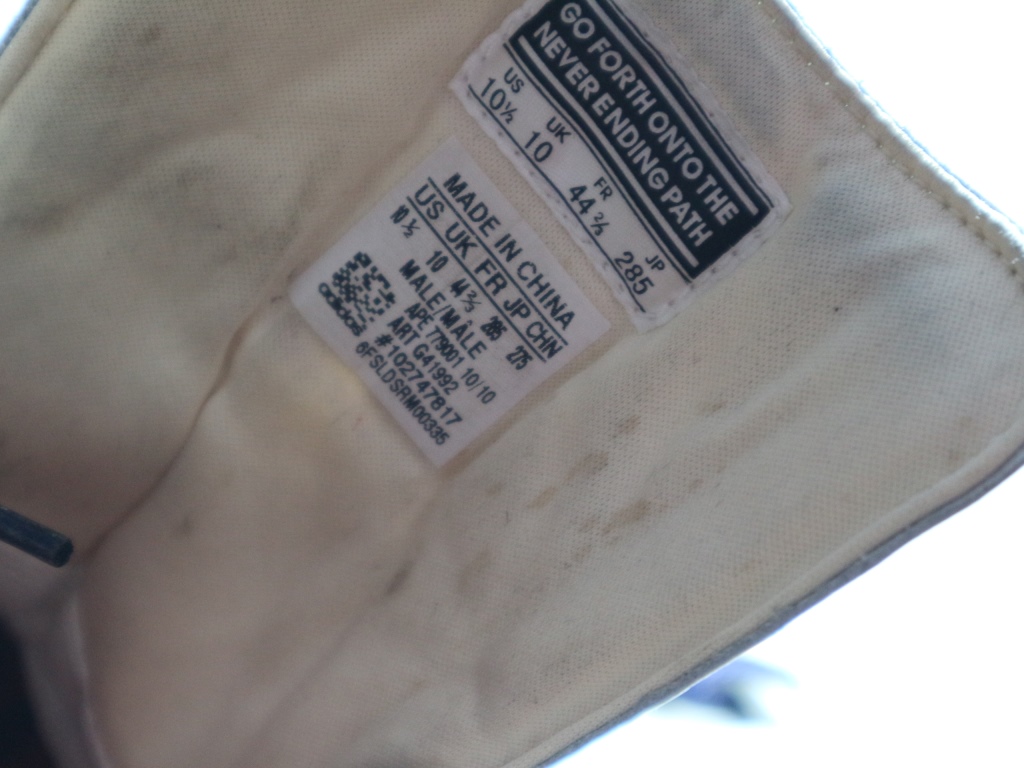 GO FORTH ONTO THE
NEVER ENDING PATH
US UK FR JP
10½ 10 44⅔ 285
MADE IN CHINA
US UK FR JP CHN
10½ 10 44⅔ 285 275
MALE/MÂLE
APE 779001 10/10
ART G41992
#102747817
6FSLDSRM00335
adidas